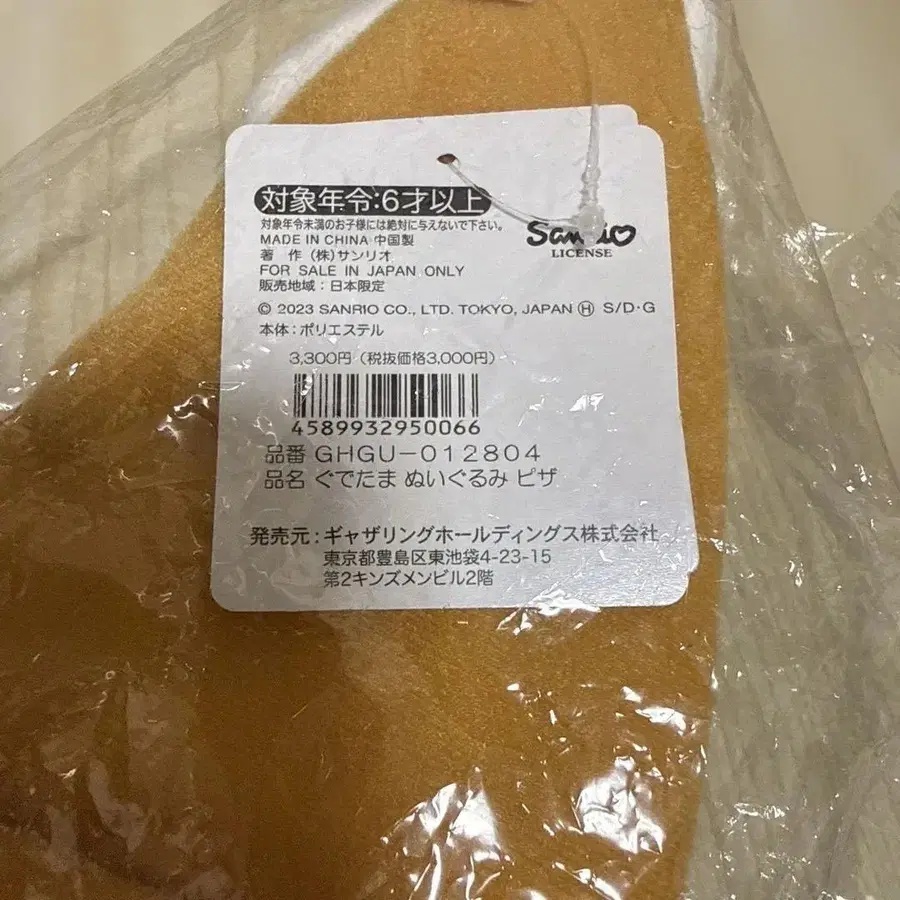 対象年令:6才以上
対象年令未満のお子様には絶対に与えないで下さい。
MADE IN CHINA 中国製
著 作 (株)サンリオ
FOR SALE IN JAPAN ONLY
販売地域:日本限定
Sanrio
LICENSE
© 2023 SANRIO CO., LTD. TOKYO, JAPAN Ⓗ S/D·G
本体:ポリエステル
3,300円(税抜価格3,000円)
4589932950066
品番 GHGU-012804
品名 ぐでたま ぬいぐるみ ピザ
発売元:ギャザリングホールディングス株式会社
東京都豊島区東池袋4-23-15
第2キンズメンビル2階